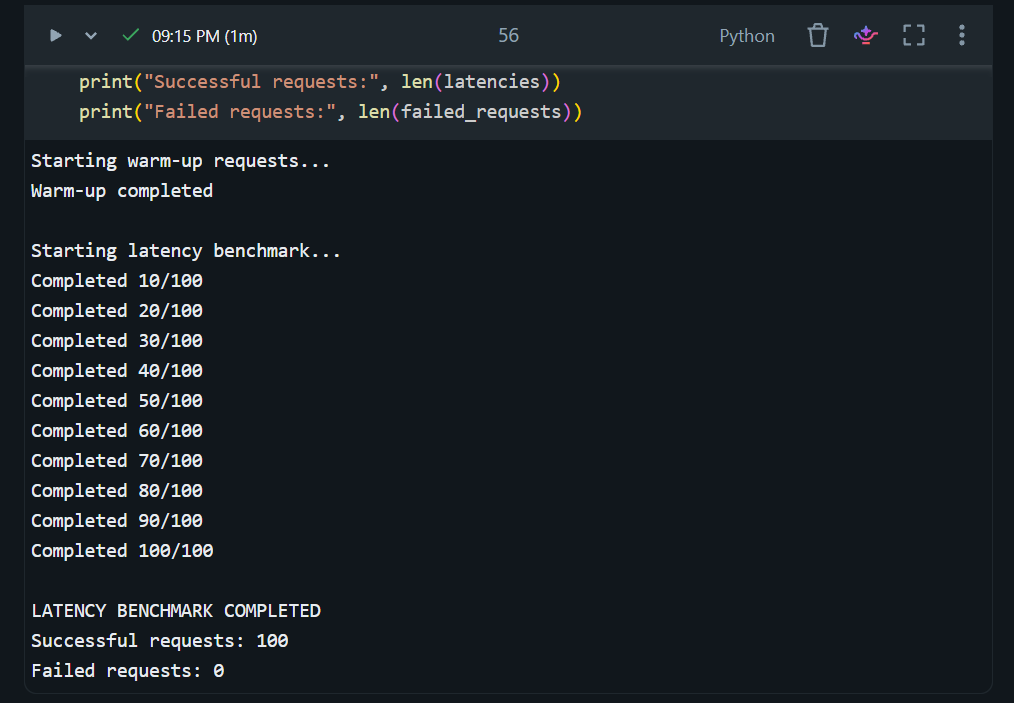 09:15 PM (1m)
56
Python
print("Successful requests:", len(latencies))
print("Failed requests:", len(failed_requests))
Starting warm-up requests...
Warm-up completed
Starting latency benchmark...
Completed 10/100
Completed 20/100
Completed 30/100
Completed 40/100
Completed 50/100
Completed 60/100
Completed 70/100
Completed 80/100
Completed 90/100
Completed 100/100
LATENCY BENCHMARK COMPLETED
Successful requests: 100
Failed requests: 0